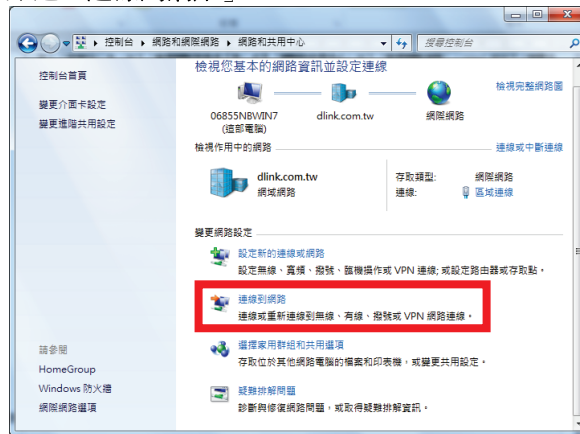 控制台 ▸ 網路和網際網路 ▸ 網路和共用中心
搜尋控制台
控制台首頁
變更介面卡設定
變更進階共用設定
請參閱
HomeGroup
Windows 防火牆
網際網路選項
檢視您基本的網路資訊並設定連線
檢視完整網路圖
06855NBWIN7
(這部電腦)
dlink.com.tw
網際網路
檢視作用中的網路
連線或中斷連線
dlink.com.tw
網域網路
存取類型: 網際網路
連線: 區域連線
變更網路設定
設定新的連線或網路
設定無線、寬頻、撥號、臨機操作或 VPN 連線; 或設定路由器或存取點。
連線到網路
連線或重新連線到無線、有線、撥號或 VPN 網路連線。
選擇家用群組和共用選項
存取位於其他網路電腦的檔案和印表機，或變更共用設定。
疑難排解問題
診斷與修復網路問題，或取得疑難排解資訊。